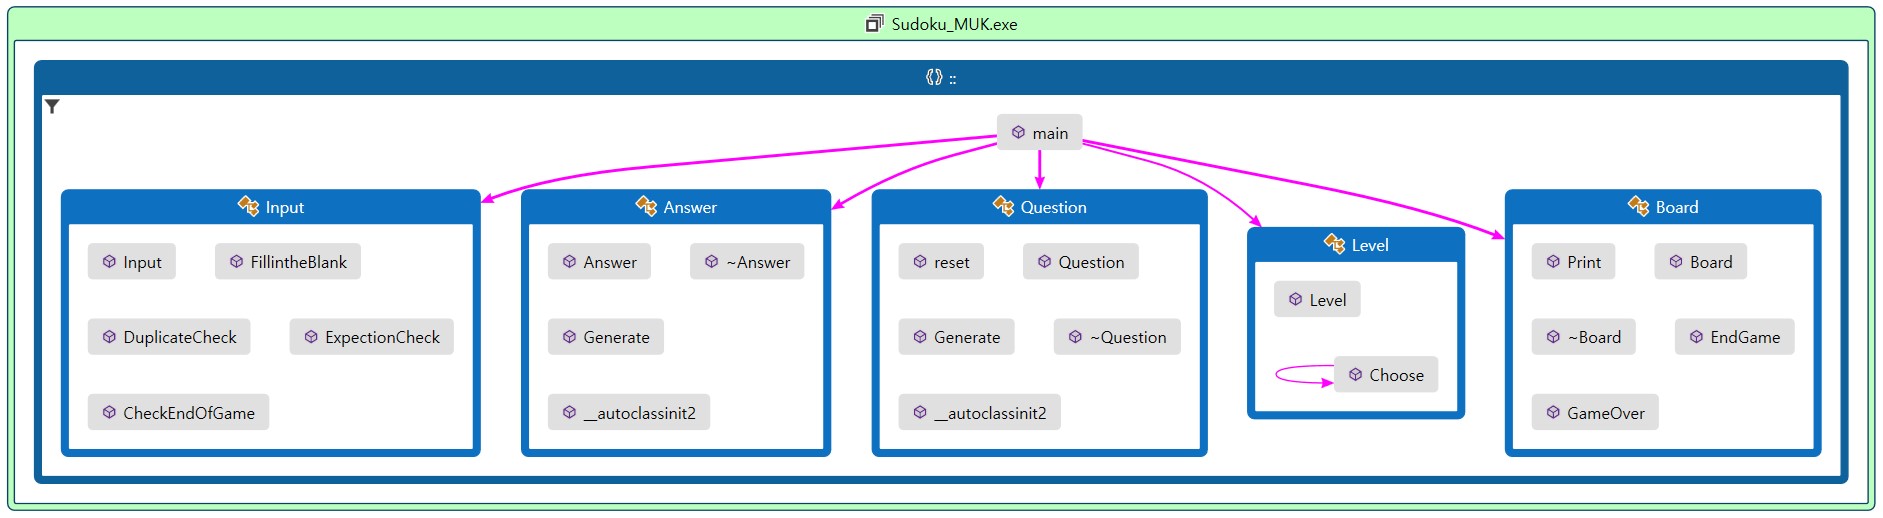 Sudoku_MUK.exe
::
main
Input
Answer
Question
Level
Board
Input
FillintheBlank
DuplicateCheck
ExpectionCheck
CheckEndOfGame
Answer
~Answer
Generate
__autoclassinit2
reset
Question
Generate
~Question
__autoclassinit2
Level
Choose
Print
Board
~Board
EndGame
GameOver